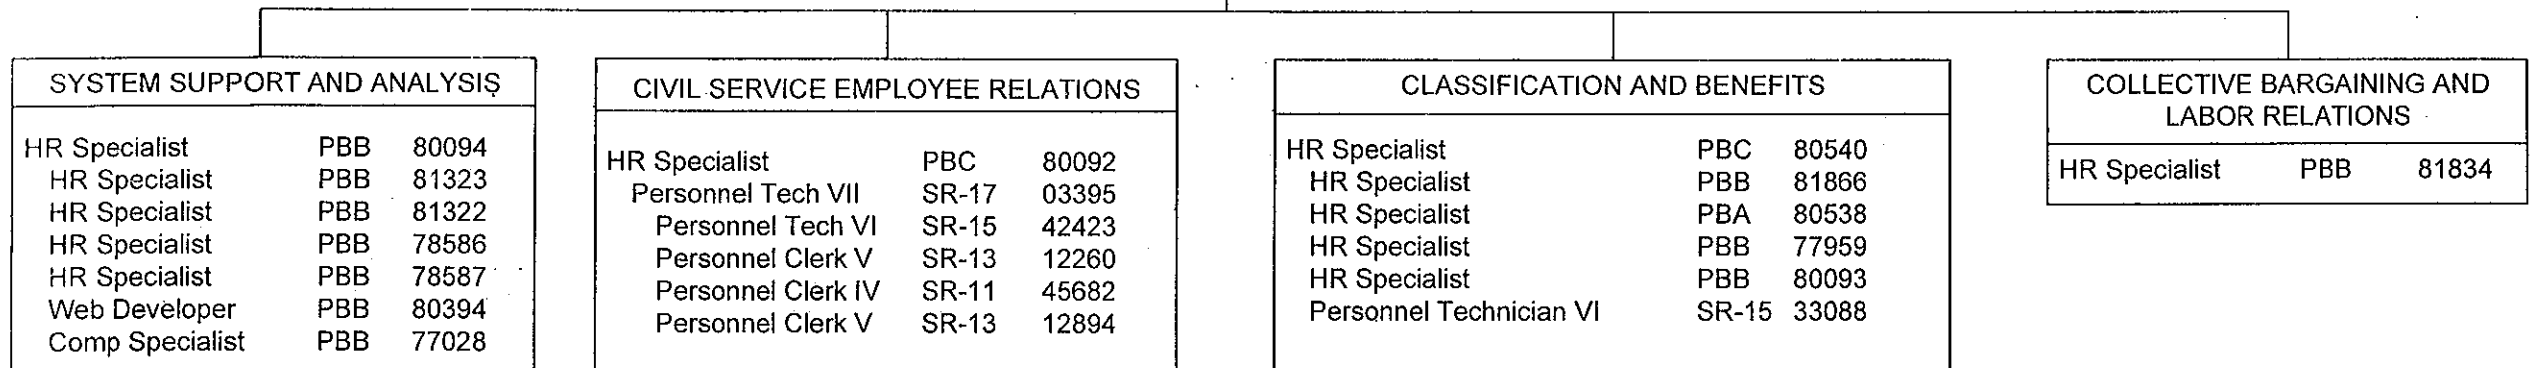 SYSTEM SUPPORT AND ANALYSIS
HR Specialist PBB 80094
HR Specialist PBB 81323
HR Specialist PBB 81322
HR Specialist PBB 78586
HR Specialist PBB 78587
Web Developer PBB 80394
Comp Specialist PBB 77028
CIVIL SERVICE EMPLOYEE RELATIONS
HR Specialist PBC 80092
Personnel Tech VII SR-17 03395
Personnel Tech VI SR-15 42423
Personnel Clerk V SR-13 12260
Personnel Clerk IV SR-11 45682
Personnel Clerk V SR-13 12894
CLASSIFICATION AND BENEFITS
HR Specialist PBC 80540
HR Specialist PBB 81866
HR Specialist PBA 80538
HR Specialist PBB 77959
HR Specialist PBB 80093
Personnel Technician VI SR-15 33088
COLLECTIVE BARGAINING AND
LABOR RELATIONS
HR Specialist PBB 81834